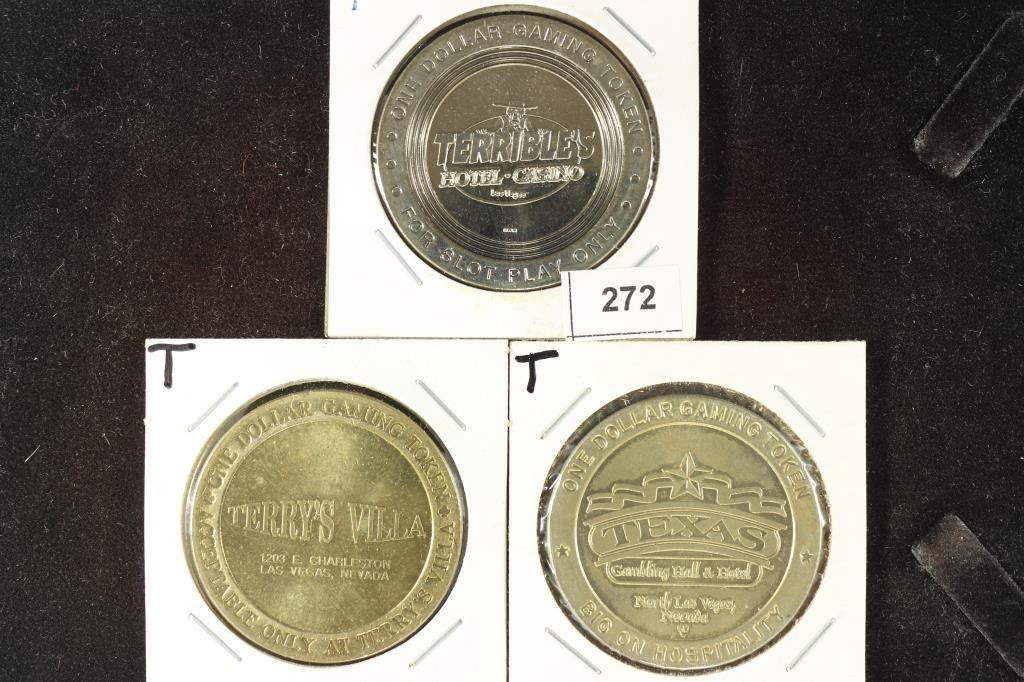 ONE DOLLAR GAMING TOKEN
TERRIBLE'S
HOTEL · CASINO
Las Vegas
FOR SLOT PLAY ONLY
272
T
ONE DOLLAR GAMING TOKEN
TERRY'S VILLA
1203 E. CHARLESTON
LAS VEGAS, NEVADA
ACCEPTABLE ONLY AT TERRY'S VILLA
T
ONE DOLLAR GAMING TOKEN
TEXAS
Gambling Hall & Hotel
North Las Vegas,
Nevada
BIG ON HOSPITALITY